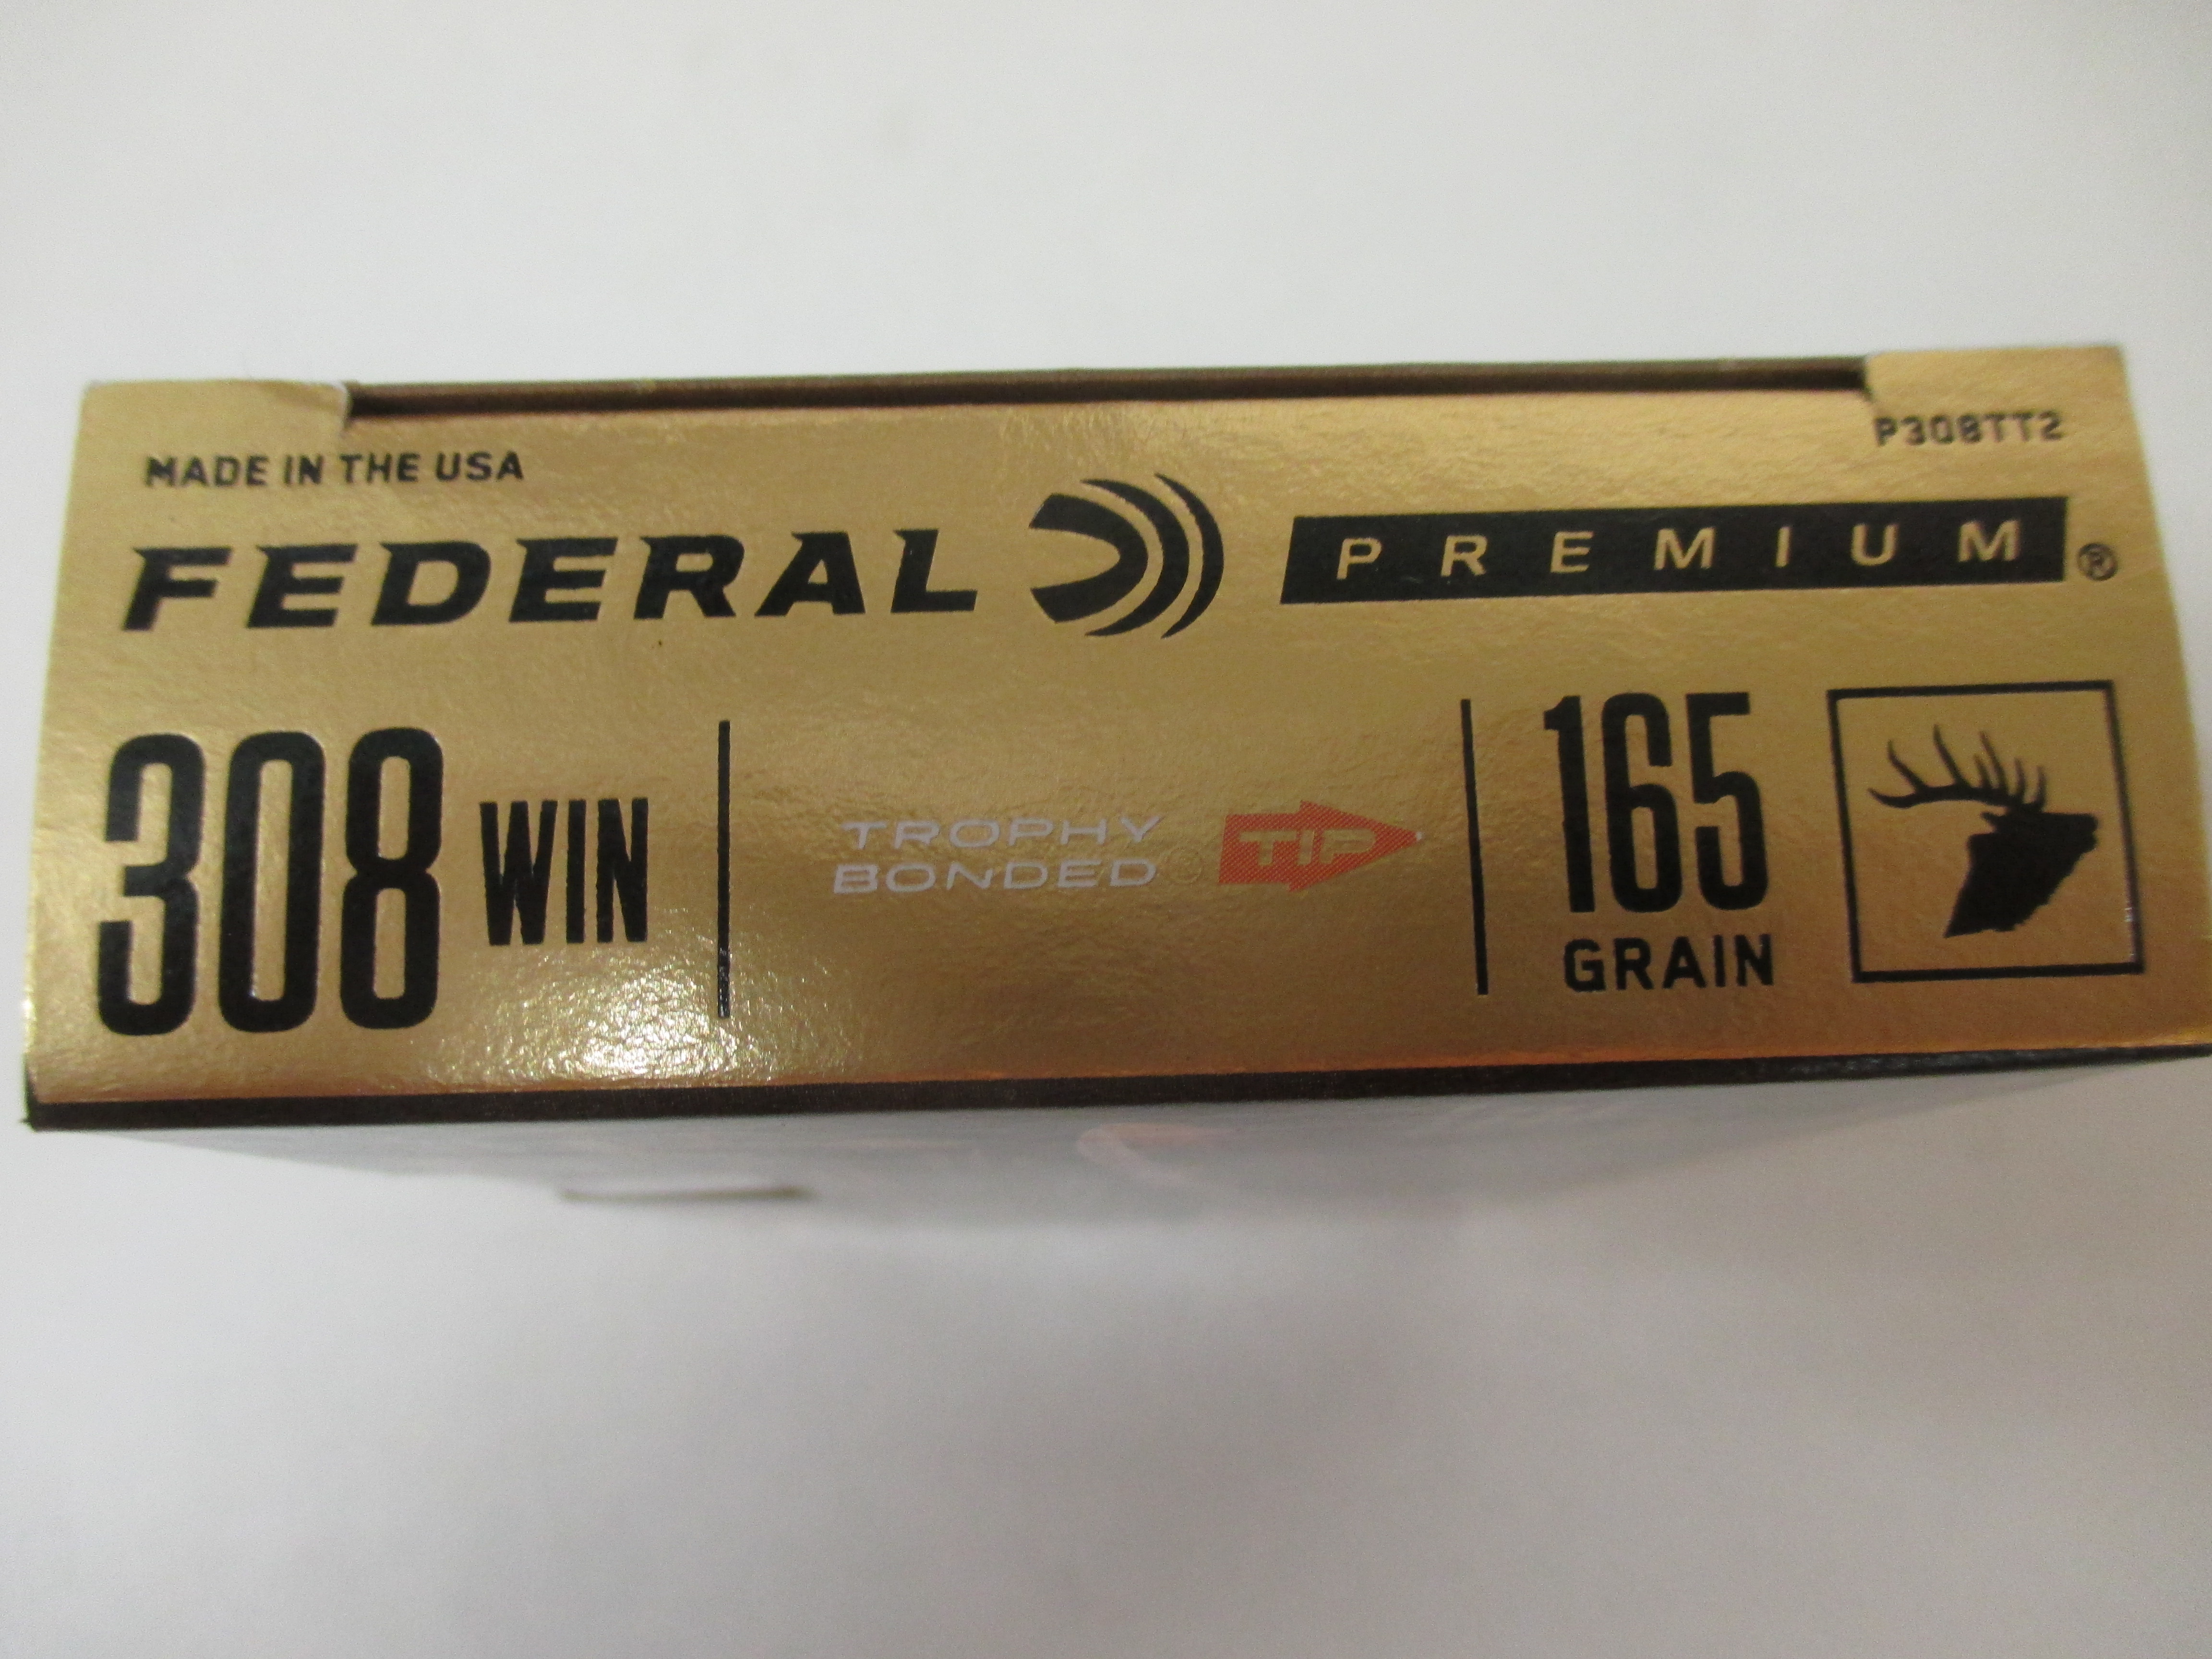 MADE IN THE USA
P308TT2
FEDERAL PREMIUM®
308 WIN
TROPHY
BONDED® TIP
165
GRAIN